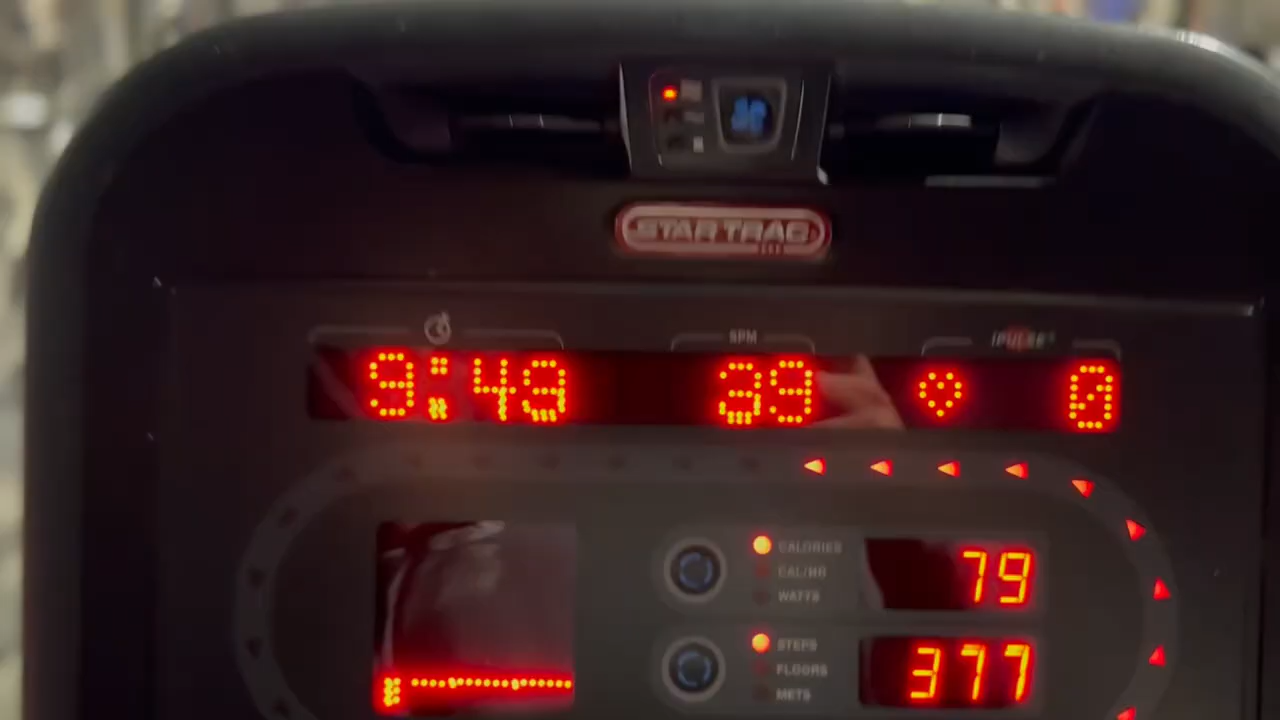 STAR TRAC
SPM
IPULSE
9:49 39 0
CALORIES
CAL/HR
WATTS
79
STEPS
FLOORS
METS
377